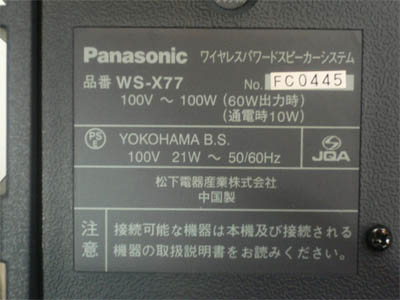 Panasonic ワイヤレスパワードスピーカーシステム
品番 WS-X77 No. FC0445
100V 〜 100W (60W出力時)
(通電時10W)
PS
E
YOKOHAMA B.S.
100V 21W 〜 50/60Hz
JQA
松下電器産業株式会社
中国製
注意
接続可能な機器は本機及び接続される
機器の取扱説明書をお読みください。